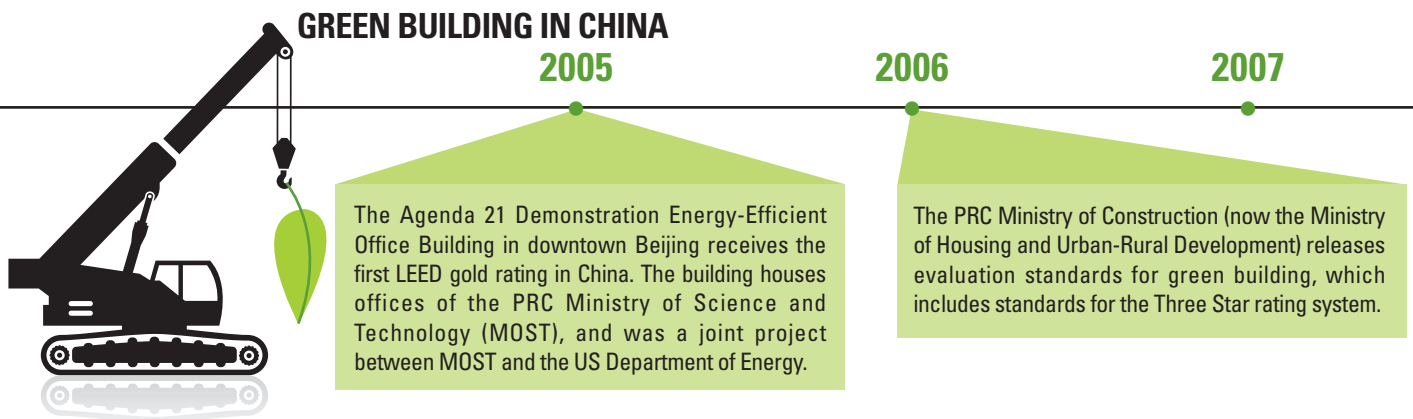 GREEN BUILDING IN CHINA
2005
2006
2007
The Agenda 21 Demonstration Energy-Efficient
Office Building in downtown Beijing receives the
first LEED gold rating in China. The building houses
offices of the PRC Ministry of Science and
Technology (MOST), and was a joint project
between MOST and the US Department of Energy.
The PRC Ministry of Construction (now the Ministry
of Housing and Urban-Rural Development) releases
evaluation standards for green building, which
includes standards for the Three Star rating system.